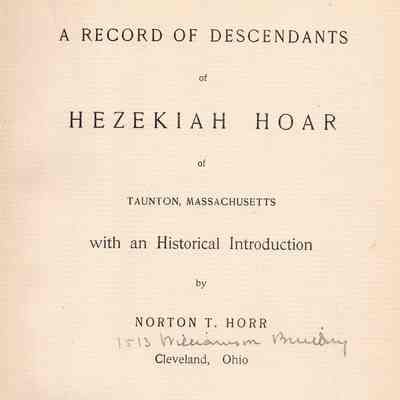 A RECORD OF DESCENDANTS
of
HEZEKIAH HOAR
of
TAUNTON, MASSACHUSETTS
with an Historical Introduction
by
NORTON T. HORR
1513 Williamson Building
Cleveland, Ohio